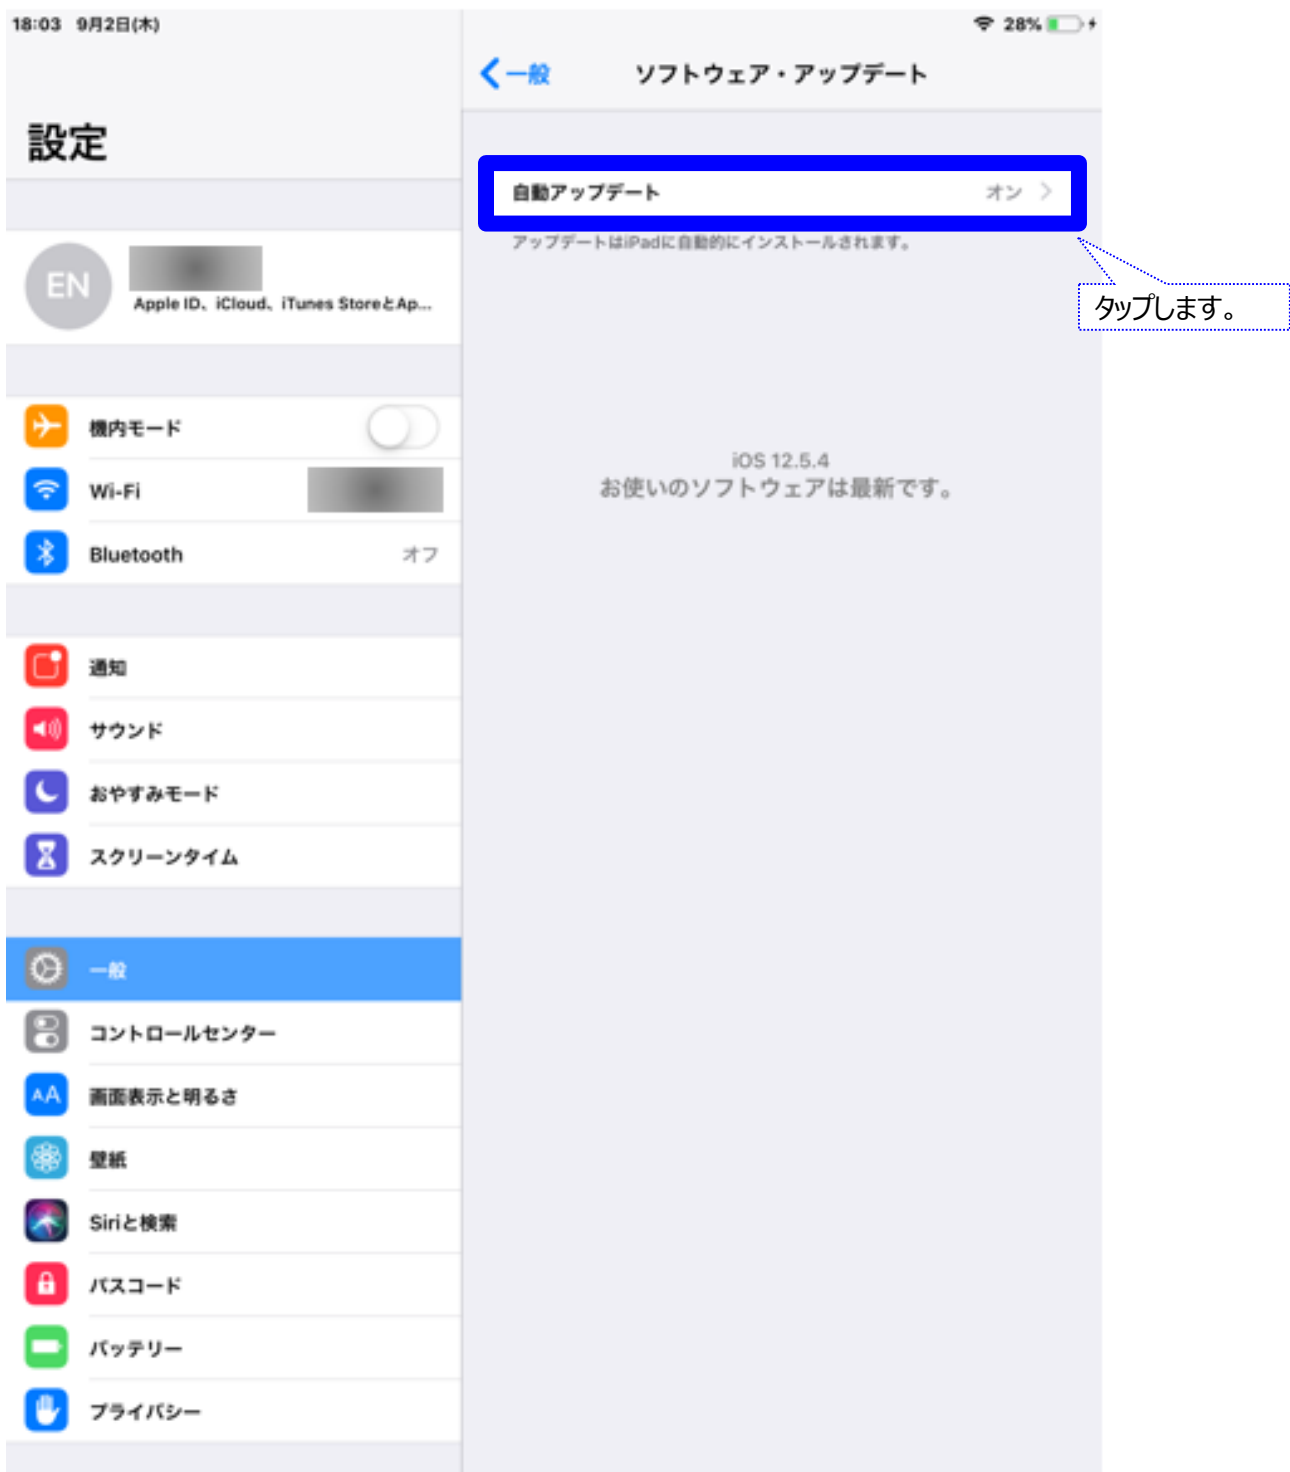 18:03 9月2日(木)
28%
設定
EN
Apple ID、iCloud、iTunes StoreとAp...
機内モード
Wi-Fi
Bluetooth オフ
通知
サウンド
おやすみモード
スクリーンタイム
一般
コントロールセンター
AA 画面表示と明るさ
壁紙
Siriと検索
パスコード
バッテリー
プライバシー
一般 ソフトウェア・アップデート
自動アップデート オン
アップデートはiPadに自動的にインストールされます。
タップします。
iOS 12.5.4
お使いのソフトウェアは最新です。